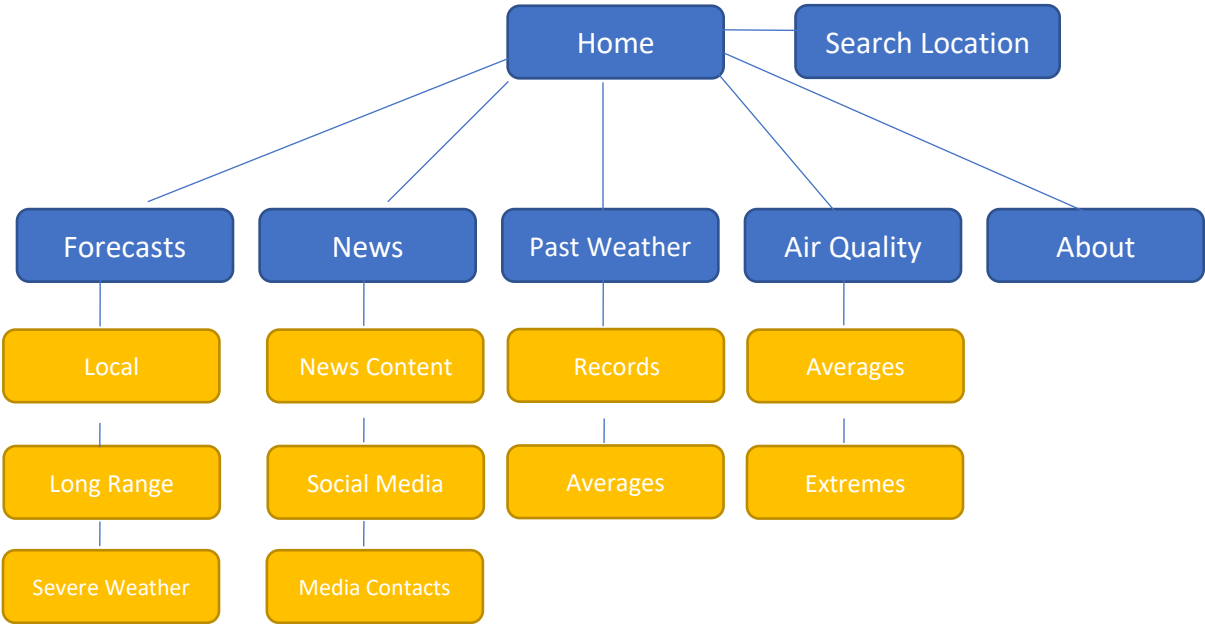 Home
Search Location
Forecasts
News
Past Weather
Air Quality
About
Local
News Content
Records
Averages
Long Range
Social Media
Averages
Extremes
Severe Weather
Media Contacts